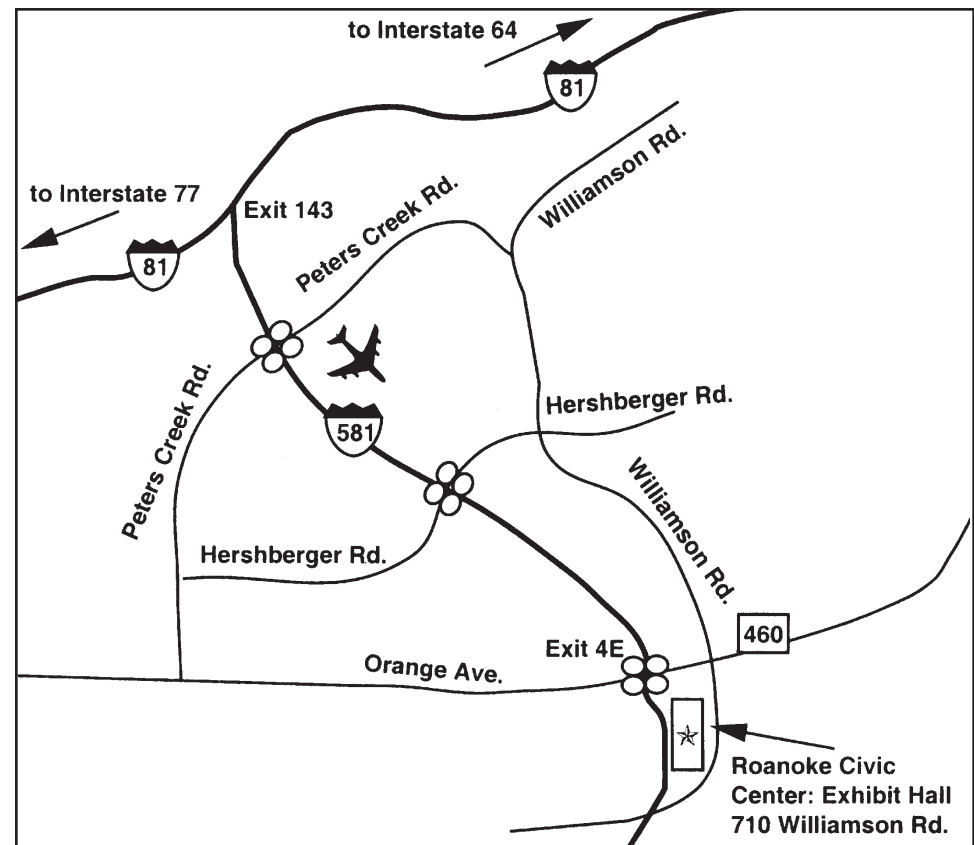 to Interstate 64
81
Williamson Rd.
to Interstate 77
Exit 143
Peters Creek Rd.
81
Peters Creek Rd.
Hershberger Rd.
581
Williamson Rd.
Hershberger Rd.
460
Exit 4E
Orange Ave.
Roanoke Civic
Center: Exhibit Hall
710 Williamson Rd.